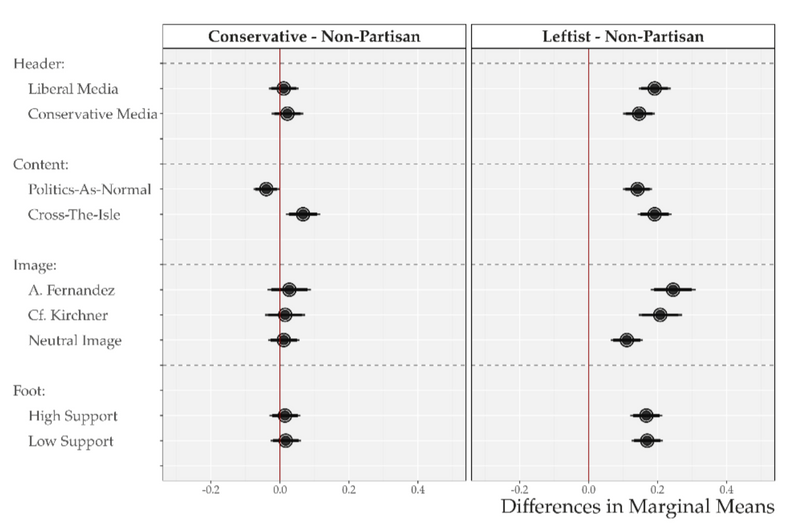 Conservative - Non-Partisan
Leftist - Non-Partisan
Header:
Liberal Media
Conservative Media
Content:
Politics-As-Normal
Cross-The-Isle
Image:
A. Fernandez
Cf. Kirchner
Neutral Image
Foot:
High Support
Low Support
-0.2 0.0 0.2 0.4
-0.2 0.0 0.2 0.4
Differences in Marginal Means